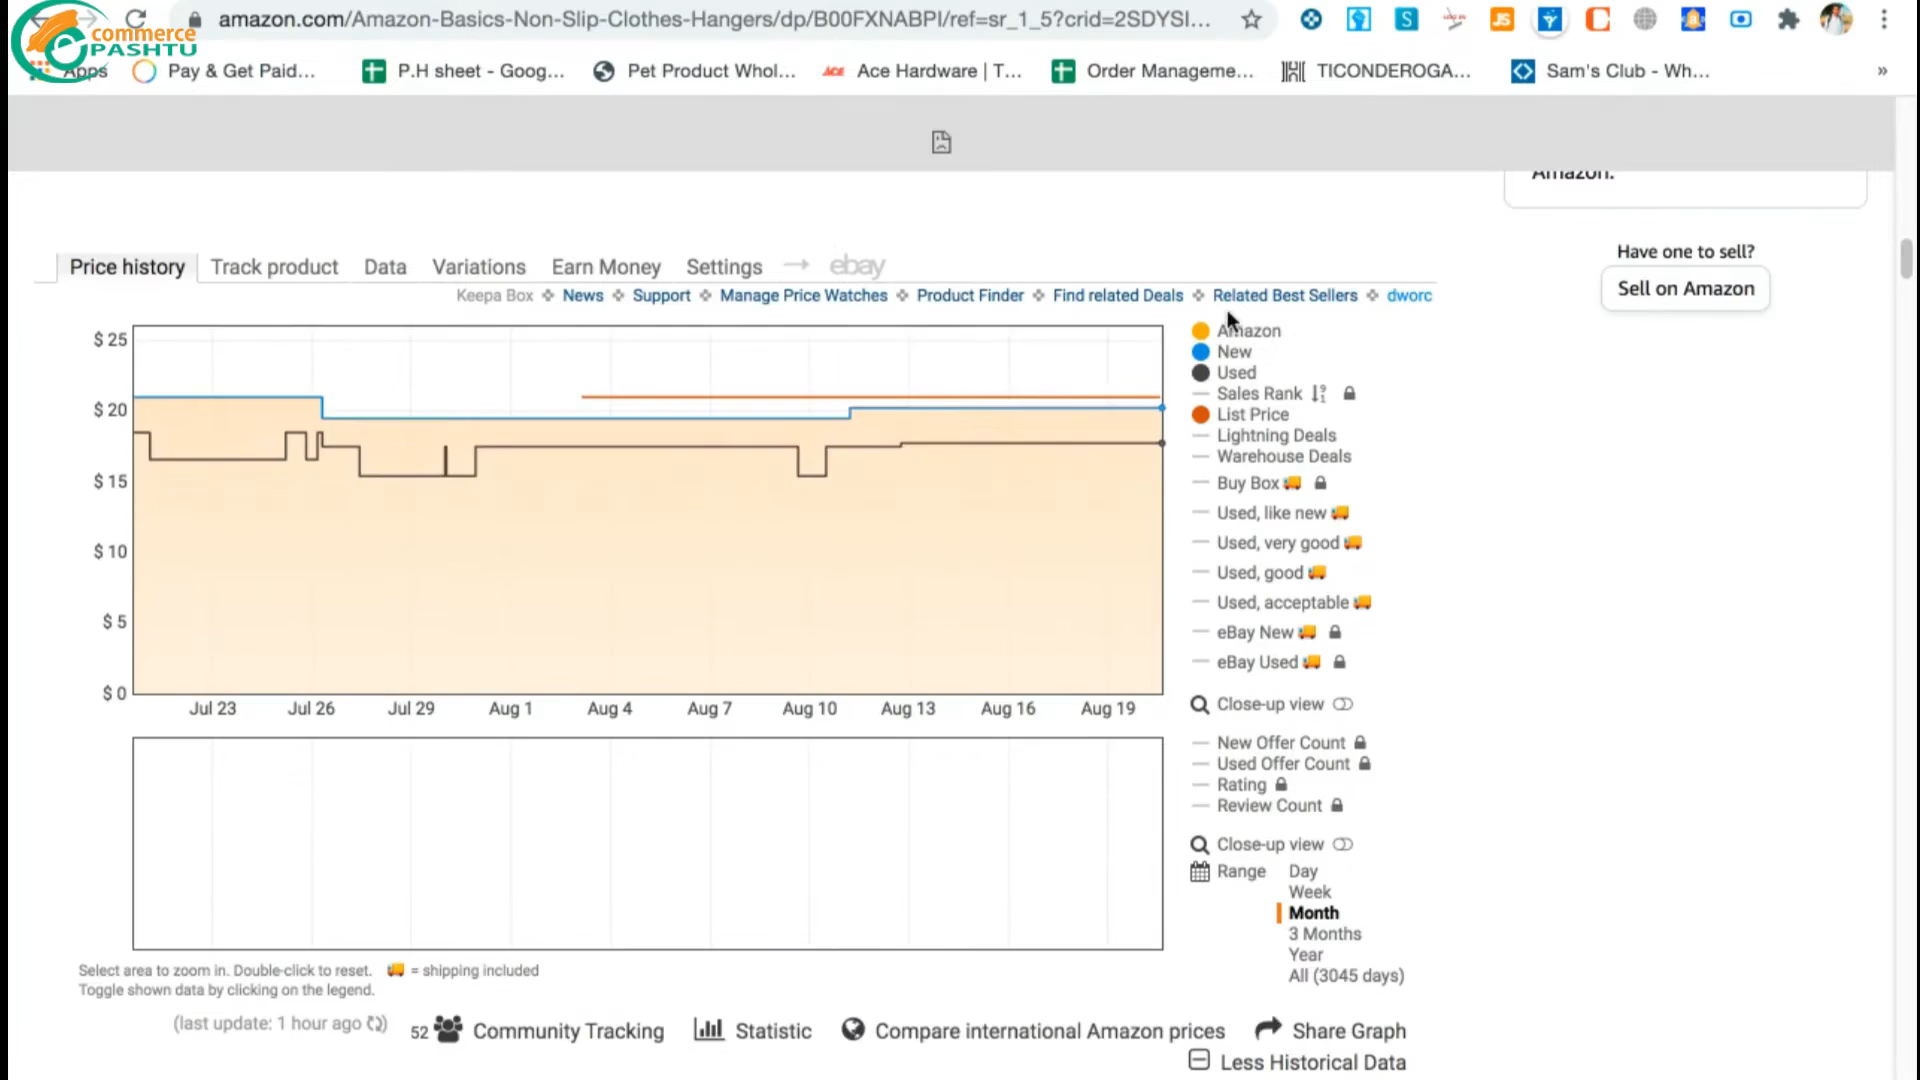 commerce
PASHTU
amazon.com/Amazon-Basics-Non-Slip-Clothes-Hangers/dp/B00FXNABPI/ref=sr_1_5?crid=2SDYSI...
Apps Pay & Get Paid... P.H sheet - Goog... Pet Product Whol... ACE Ace Hardware | T... Order Manageme... TICONDEROGA... Sam's Club - Wh... »
Amazon.
Have one to sell?
Sell on Amazon
Price history Track product Data Variations Earn Money Settings → ebay
Keepa Box News Support Manage Price Watches Product Finder Find related Deals Related Best Sellers dworc
$ 25
$ 20
$ 15
$ 10
$ 5
$ 0
Jul 23 Jul 26 Jul 29 Aug 1 Aug 4 Aug 7 Aug 10 Aug 13 Aug 16 Aug 19
Amazon
New
Used
Sales Rank
List Price
Lightning Deals
Warehouse Deals
Buy Box
Used, like new
Used, very good
Used, good
Used, acceptable
eBay New
eBay Used
Close-up view
New Offer Count
Used Offer Count
Rating
Review Count
Close-up view
Range Day
Week
Month
3 Months
Year
All (3045 days)
Select area to zoom in. Double-click to reset. = shipping included
Toggle shown data by clicking on the legend.
(last update: 1 hour ago )
52 Community Tracking Statistic Compare international Amazon prices Share Graph
Less Historical Data